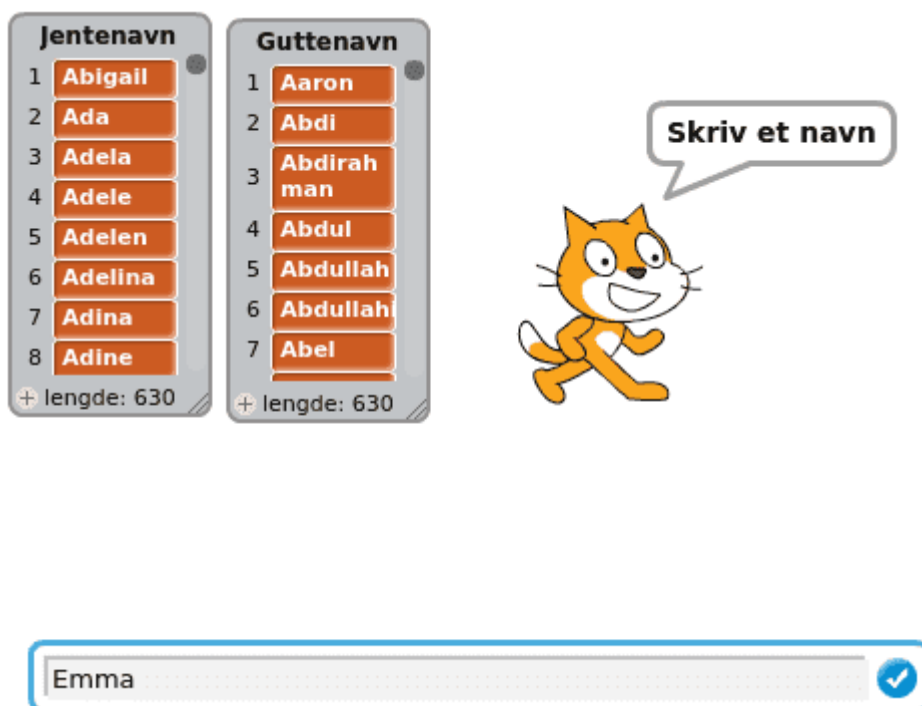 Jentenavn
1 Abigail
2 Ada
3 Adela
4 Adele
5 Adelen
6 Adelina
7 Adina
8 Adine
+ lengde: 630
Guttenavn
1 Aaron
2 Abdi
3 Abdirah
man
4 Abdul
5 Abdullah
6 Abdullahi
7 Abel
+ lengde: 630
Skriv et navn
Emma